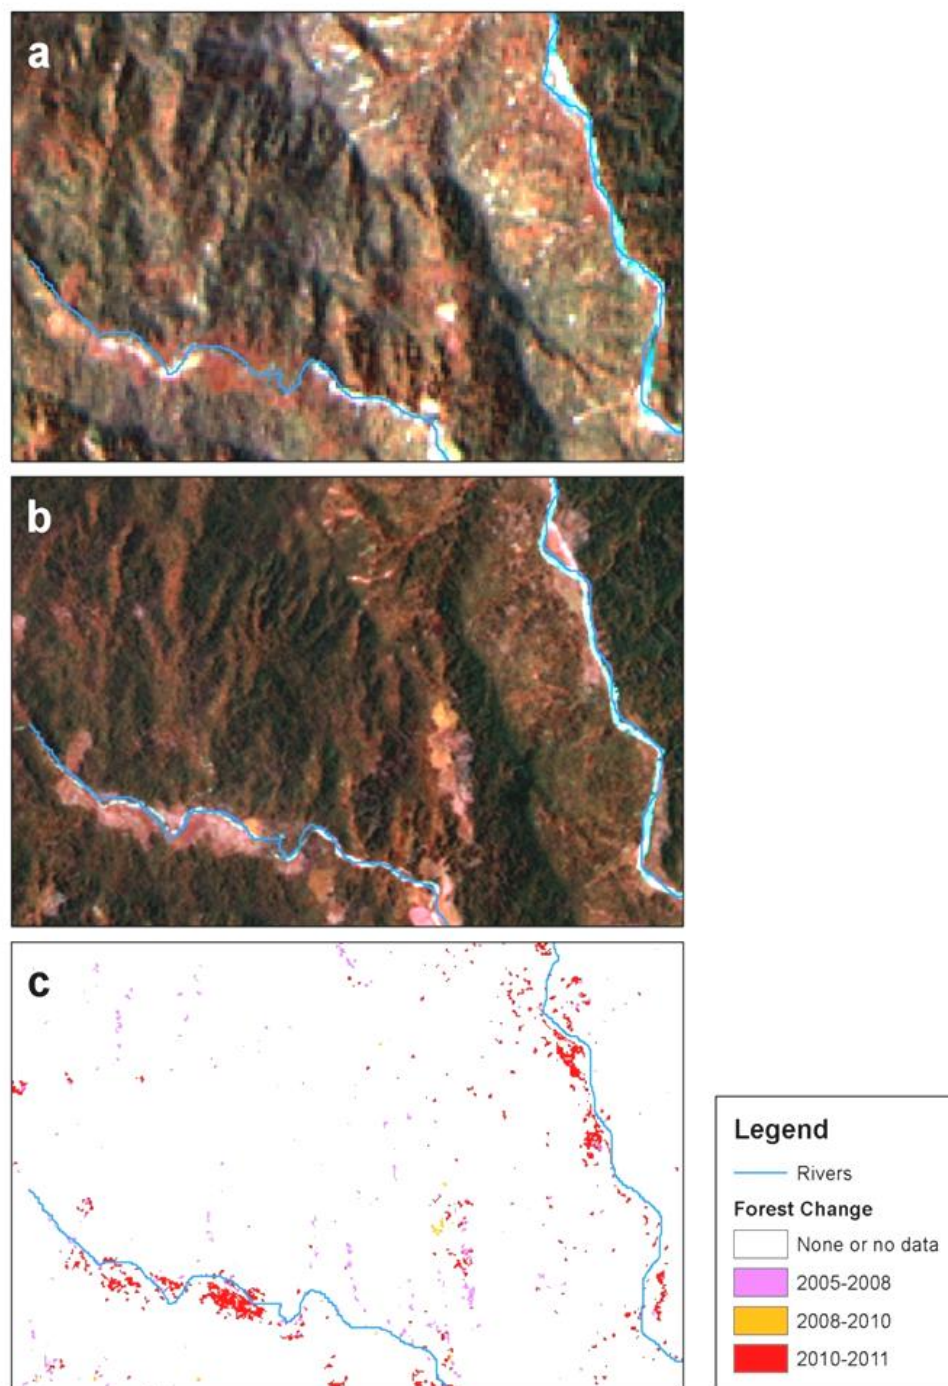 a
b
c
Legend
Rivers
Forest Change
None or no data
2005-2008
2008-2010
2010-2011